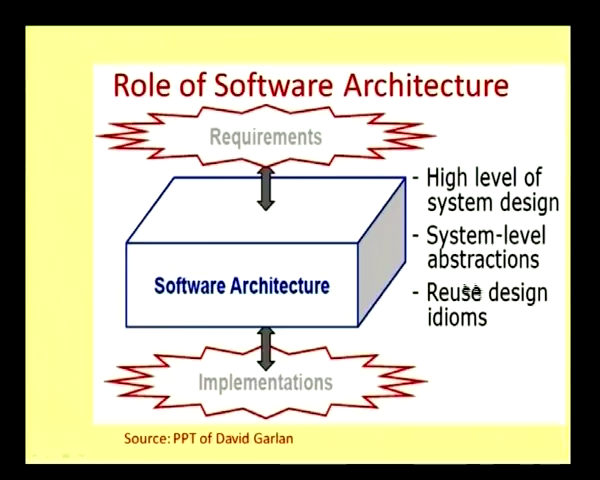 Role of Software Architecture
Requirements
- High level of
system design
- System-level
abstractions
Software Architecture
- Reuse design
idioms
Implementations
Source: PPT of David Garlan